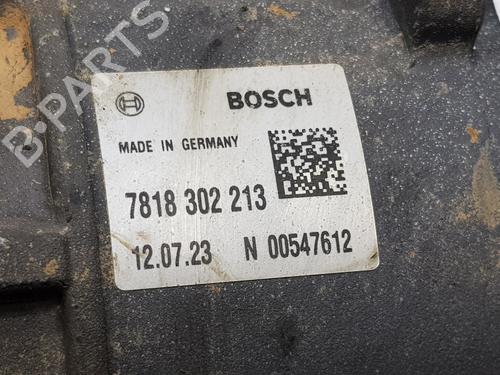 B-PARTS
BOSCH
MADE IN GERMANY
7818 302 213
12.07.23 N 00547612